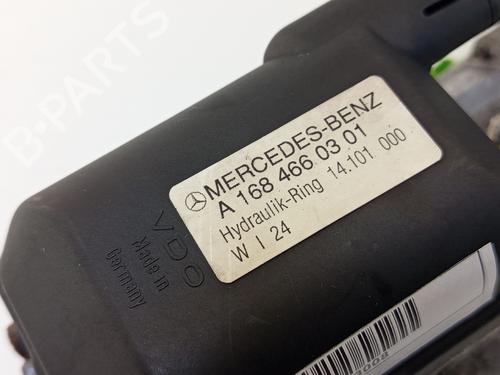 MERCEDES-BENZ
A 168 466 03 01
Hydraulik-Ring 14.101 000
W I 24
VDO
Made in
Germany
B-PARTS